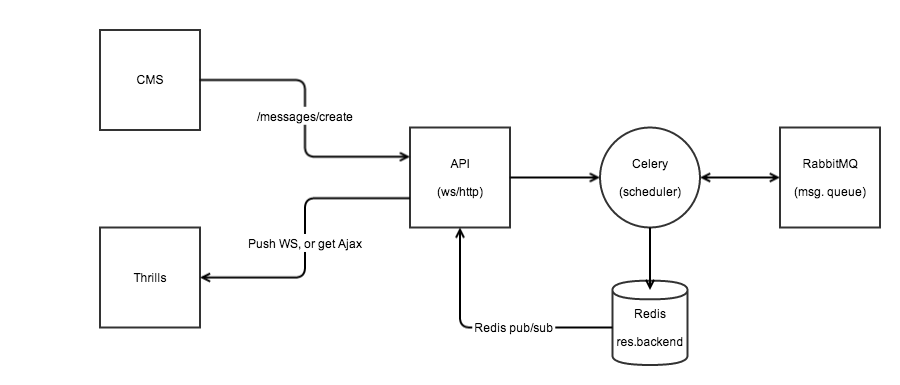 CMS
/messages/create
API
(ws/http)
Celery
(scheduler)
RabbitMQ
(msg. queue)
Push WS, or get Ajax
Thrills
Redis
res.backend
Redis pub/sub